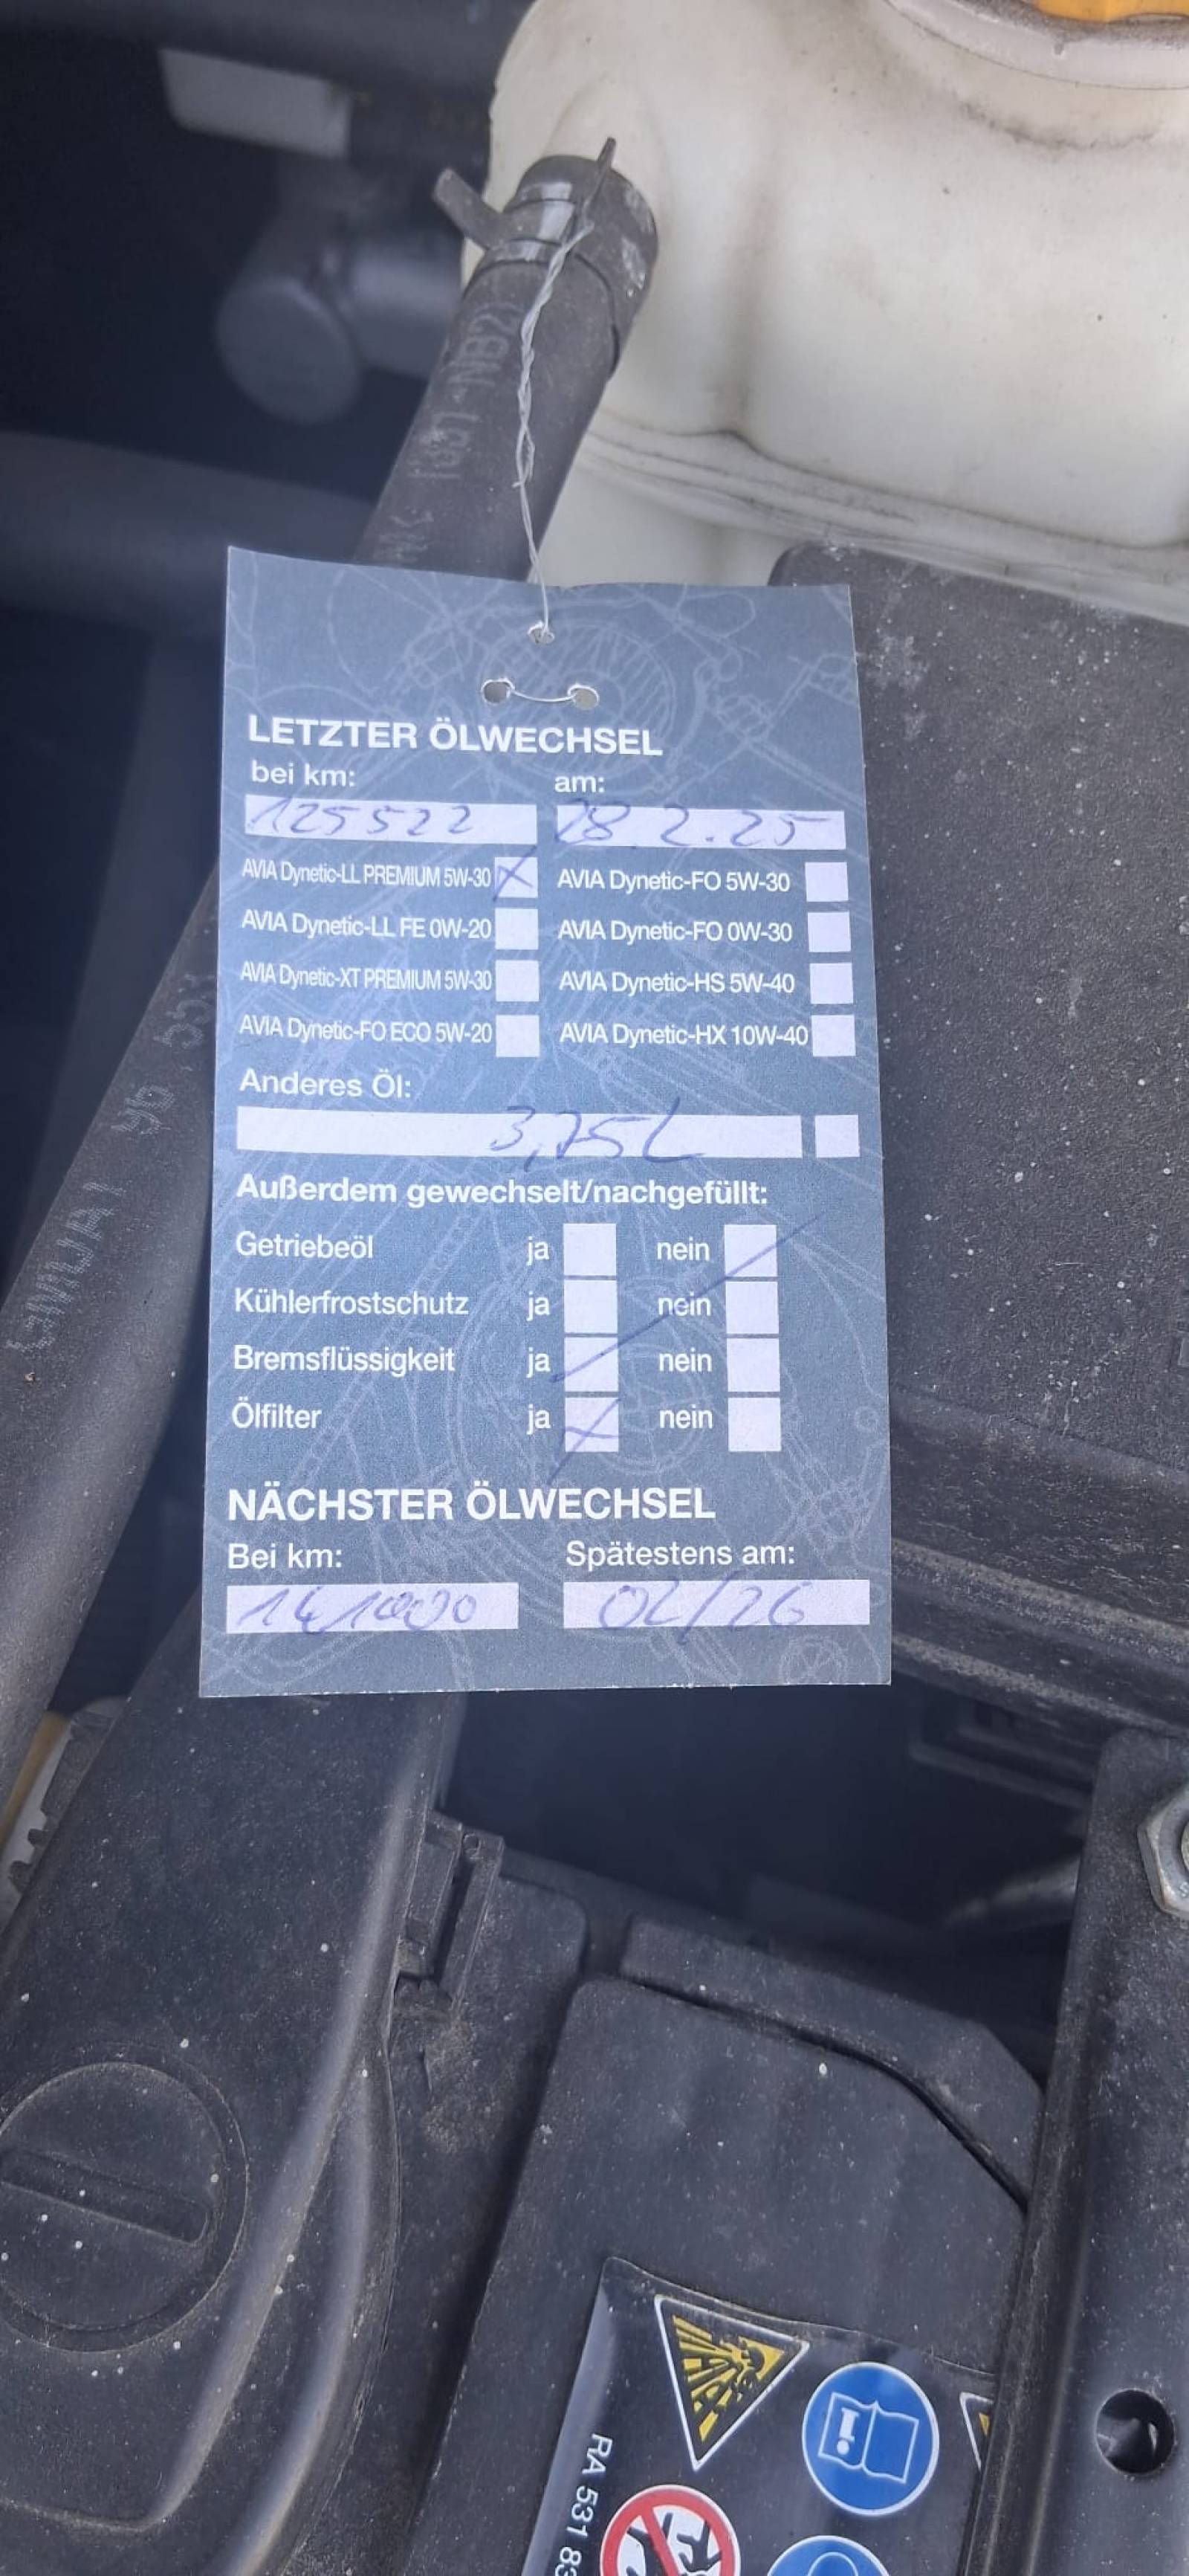 LETZTER ÖLWECHSEL
bei km: am:
125522 28.2.25
AVIA Dynetic-LL PREMIUM 5W-30 AVIA Dynetic-FO 5W-30
AVIA Dynetic-LL FE 0W-20 AVIA Dynetic-FO 0W-30
AVIA Dynetic-XT PREMIUM 5W-30 AVIA Dynetic-HS 5W-40
AVIA Dynetic-FO ECO 5W-20 AVIA Dynetic-HX 10W-40
Anderes Öl:
3,75L
Außerdem gewechselt/nachgefüllt:
Getriebeöl ja nein
Kühlerfrostschutz ja nein
Bremsflüssigkeit ja nein
Ölfilter ja nein
NÄCHSTER ÖLWECHSEL
Bei km: Spätestens am:
/26
RA 531